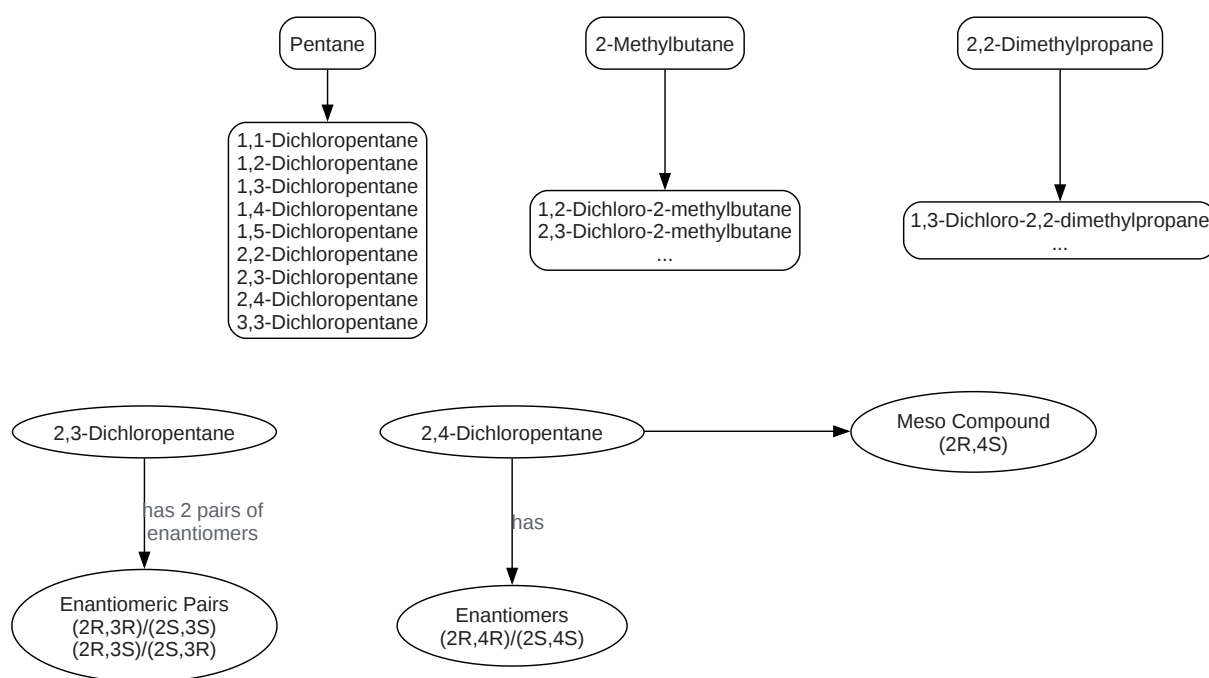 Pentane
2-Methylbutane
2,2-Dimethylpropane
1,1-Dichloropentane
1,2-Dichloropentane
1,3-Dichloropentane
1,4-Dichloropentane
1,5-Dichloropentane
2,2-Dichloropentane
2,3-Dichloropentane
2,4-Dichloropentane
3,3-Dichloropentane
1,2-Dichloro-2-methylbutane
2,3-Dichloro-2-methylbutane
...
1,3-Dichloro-2,2-dimethylpropane
...
2,3-Dichloropentane
2,4-Dichloropentane
Meso Compound
(2R,4S)
has 2 pairs of
enantiomers
has
Enantiomeric Pairs
(2R,3R)/(2S,3S)
(2R,3S)/(2S,3R)
Enantiomers
(2R,4R)/(2S,4S)